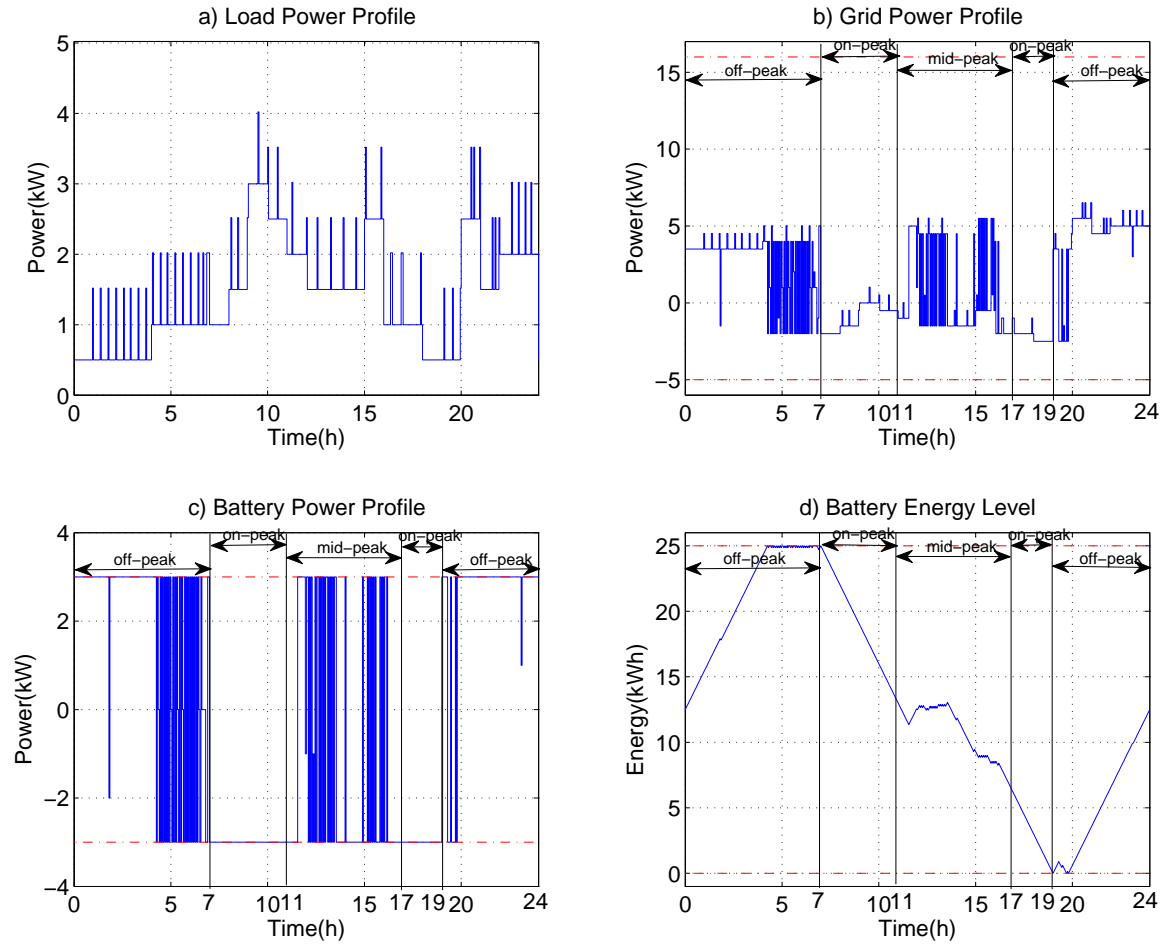 a) Load Power Profile
5
4
3
2
1
0
Power(kW)
0 5 10 15 20
Time(h)
b) Grid Power Profile
on−peak on−peak
mid−peak
off−peak off−peak
15
10
5
0
−5
Power(kW)
0 5 7 10 11 15 17 19 20 24
Time(h)
c) Battery Power Profile
on−peak on−peak
mid−peak
off−peak off−peak
4
2
0
−2
−4
Power(kW)
0 5 7 10 11 15 17 19 20 24
Time(h)
d) Battery Energy Level
on−peak on−peak
mid−peak
off−peak off−peak
25
20
15
10
5
0
Energy(kWh)
0 5 7 10 11 15 17 19 20 24
Time(h)